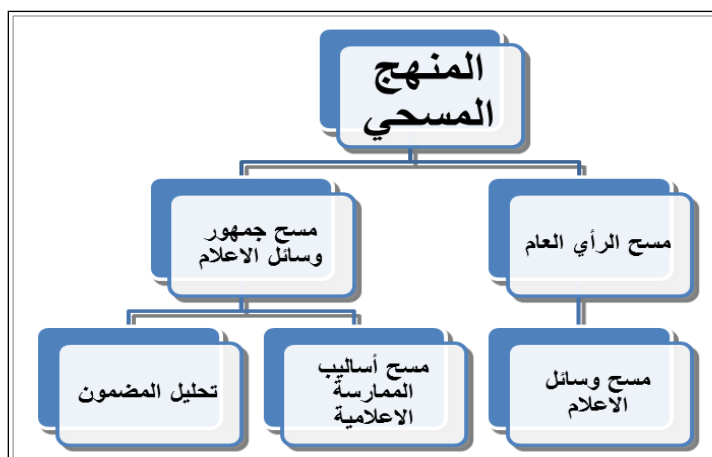 المنهج
المسحي
مسح الرأي العام
مسح جمهور
وسائل الاعلام
مسح وسائل
الاعلام
مسح أساليب
الممارسة
الاعلامية
تحليل المضمون